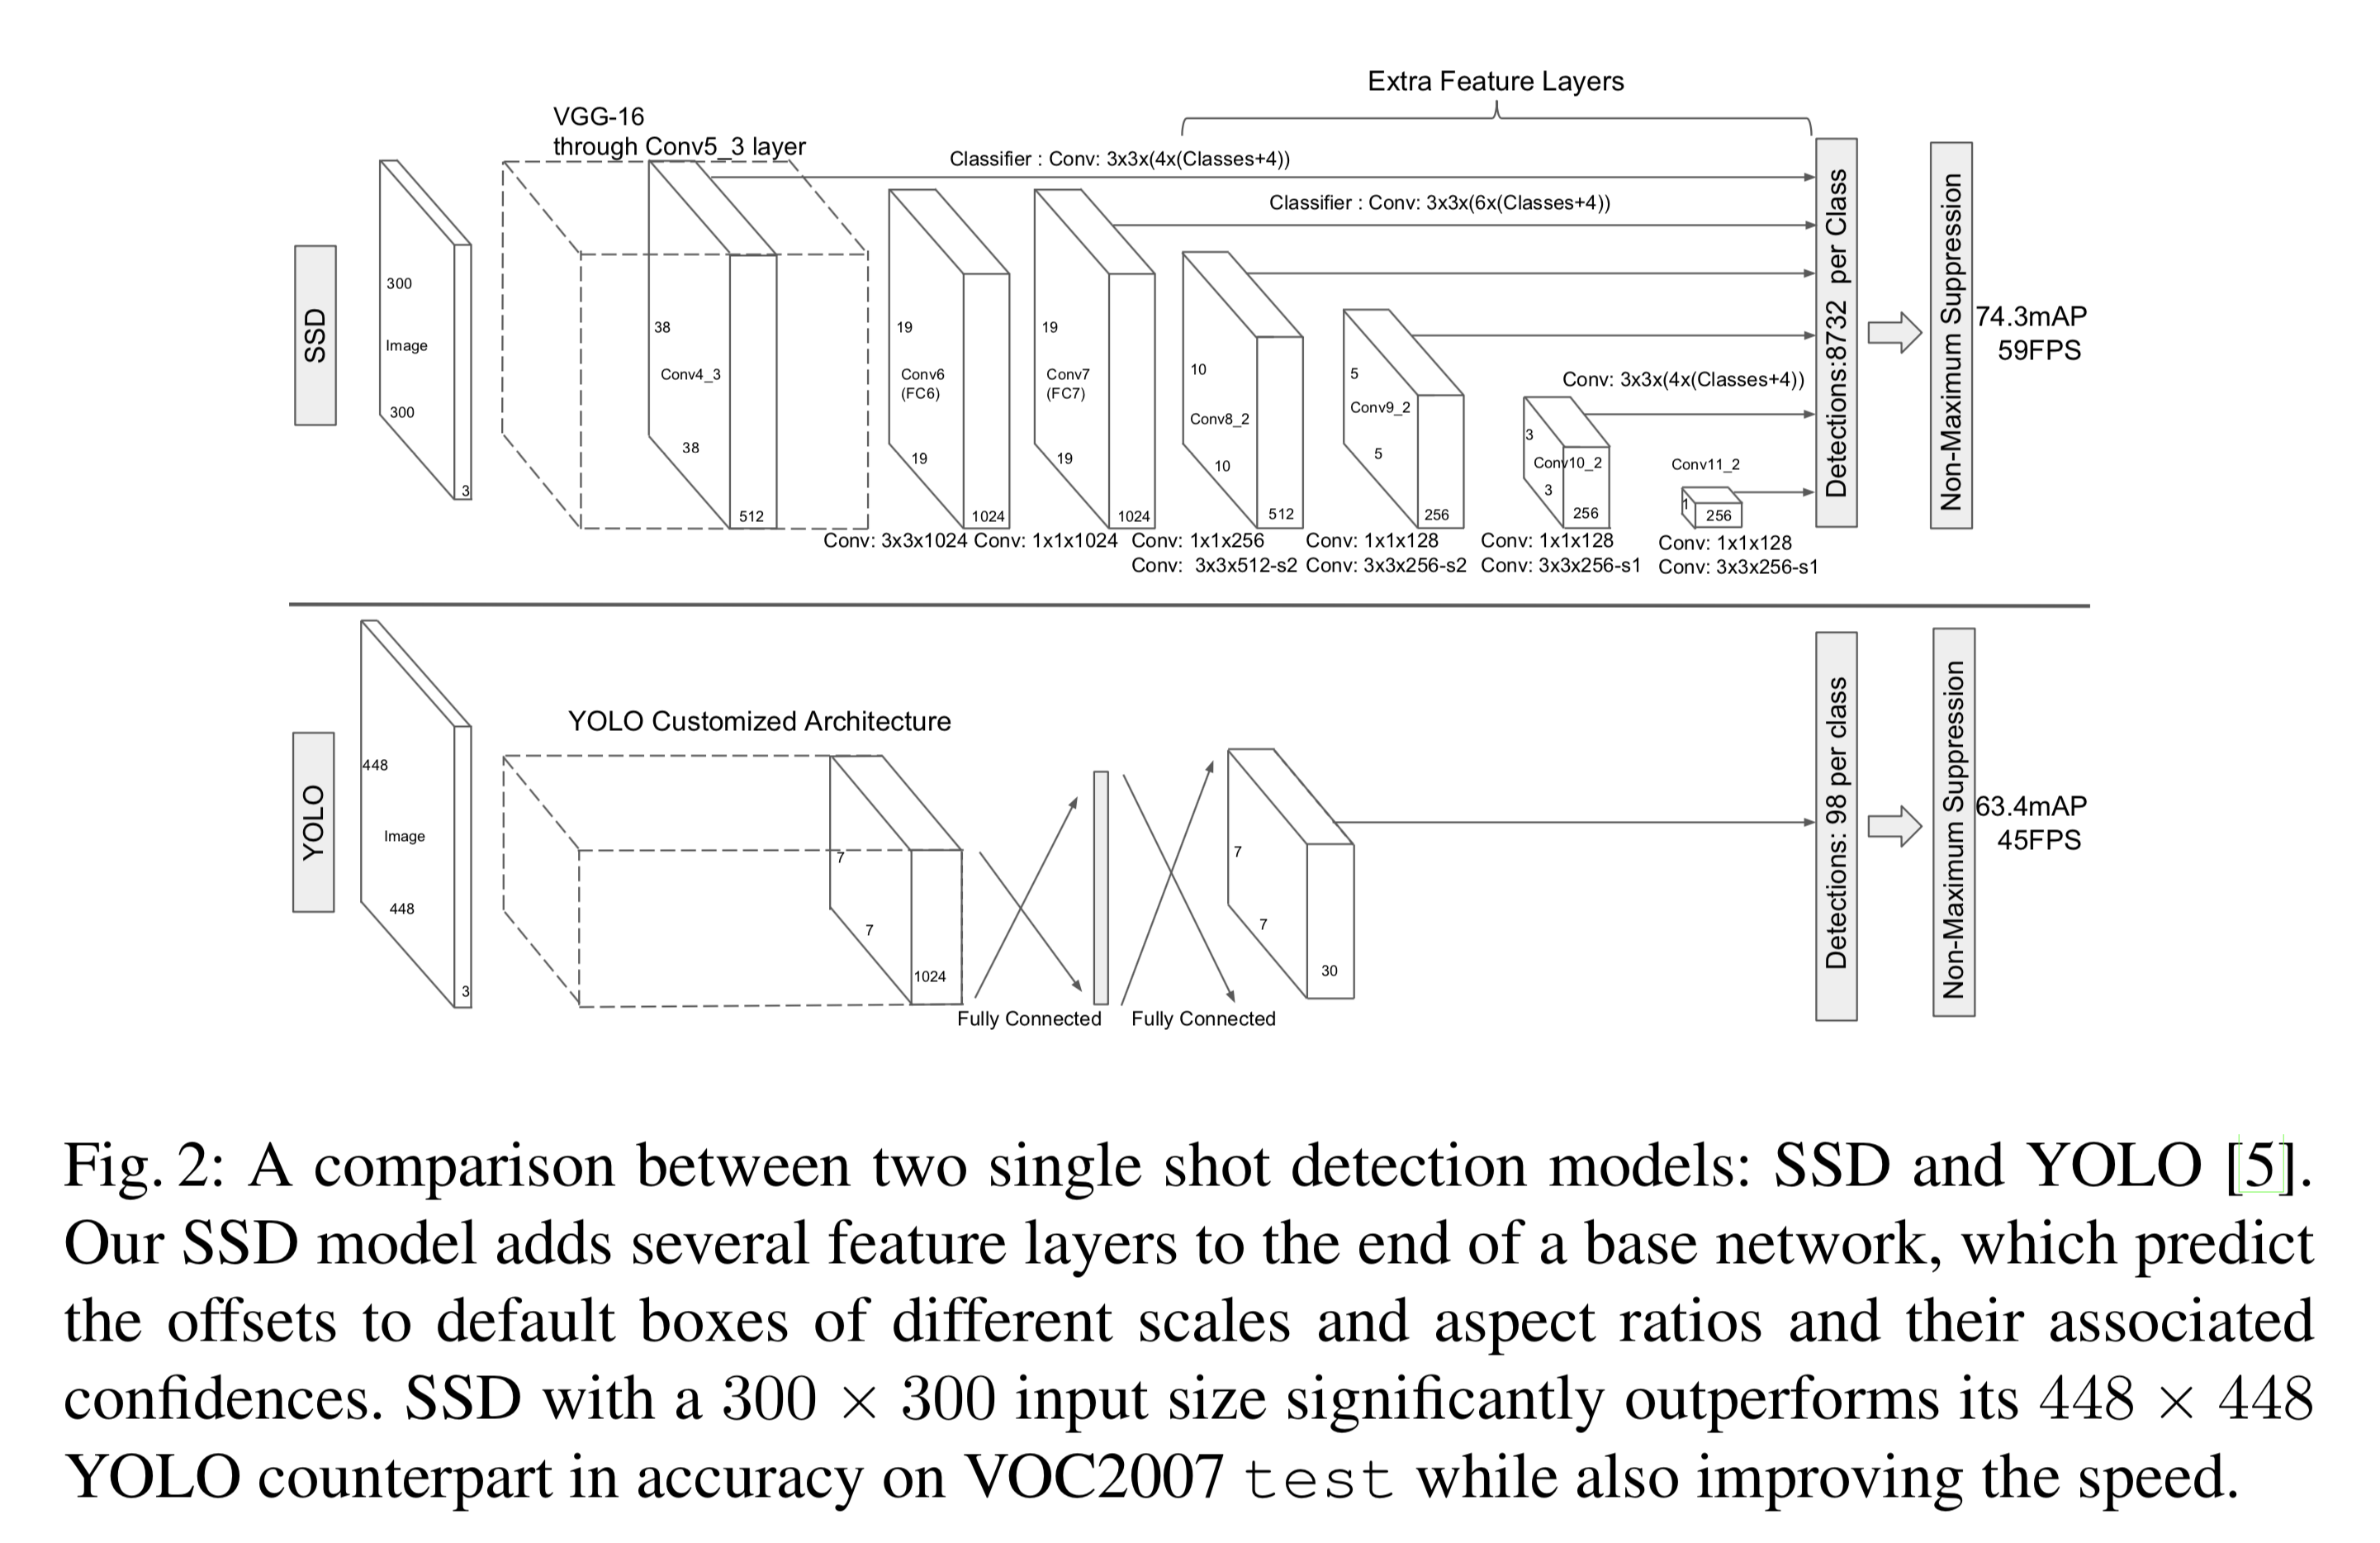 Extra Feature Layers
VGG-16
through Conv5_3 layer
Classifier : Conv: 3x3x(4x(Classes+4))
Classifier : Conv: 3x3x(6x(Classes+4))
SSD
300
Image
300
3
38
Conv4_3
38
512
19
Conv6
(FC6)
19
1024
19
Conv7
(FC7)
19
1024
10
Conv8_2
10
512
5
Conv9_2
5
256
Conv: 3x3x(4x(Classes+4))
3
Conv10_2
3
256
Conv11_2
1
256
Detections:8732 per Class
Non-Maximum Suppression
74.3mAP
59FPS
Conv: 3x3x1024
Conv: 1x1x1024
Conv: 1x1x256
Conv: 3x3x512-s2
Conv: 1x1x128
Conv: 3x3x256-s2
Conv: 1x1x128
Conv: 3x3x256-s1
Conv: 1x1x128
Conv: 3x3x256-s1
YOLO
448
Image
448
3
YOLO Customized Architecture
7
7
1024
Fully Connected
Fully Connected
7
7
30
Detections: 98 per class
Non-Maximum Suppression
63.4mAP
45FPS
Fig. 2: A comparison between two single shot detection models: SSD and YOLO [5].
Our SSD model adds several feature layers to the end of a base network, which predict
the offsets to default boxes of different scales and aspect ratios and their associated
confidences. SSD with a 300 × 300 input size significantly outperforms its 448 × 448
YOLO counterpart in accuracy on VOC2007 test while also improving the speed.